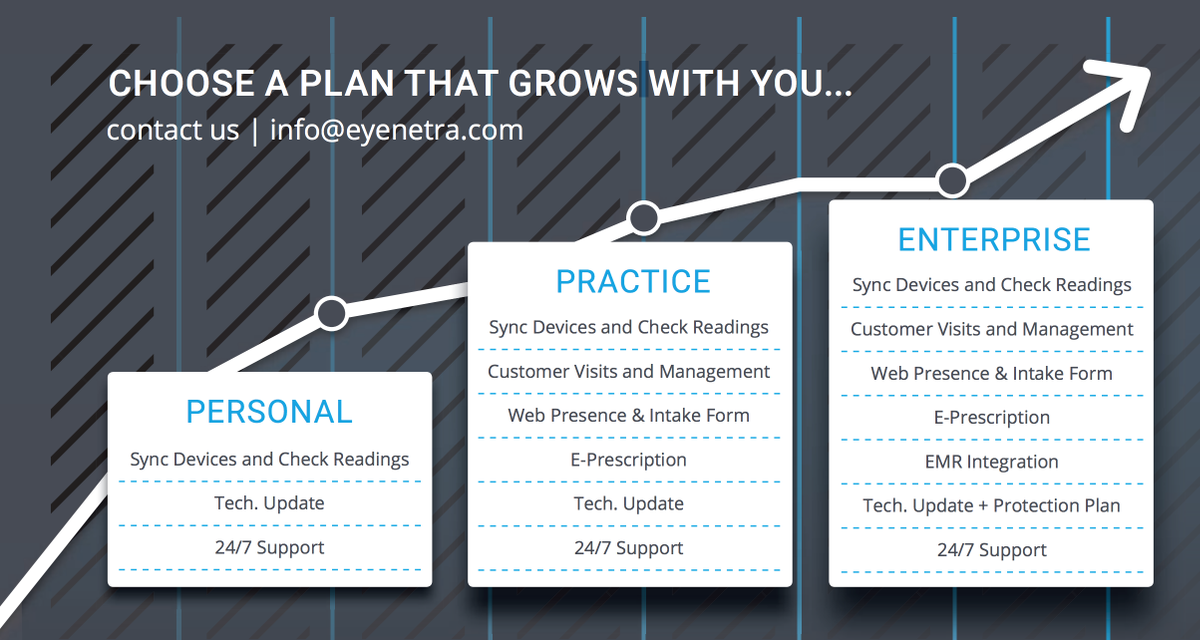 CHOOSE A PLAN THAT GROWS WITH YOU...
contact us | info@eyenetra.com
PERSONAL
Sync Devices and Check Readings
Tech. Update
24/7 Support
PRACTICE
Sync Devices and Check Readings
Customer Visits and Management
Web Presence & Intake Form
E-Prescription
Tech. Update
24/7 Support
ENTERPRISE
Sync Devices and Check Readings
Customer Visits and Management
Web Presence & Intake Form
E-Prescription
EMR Integration
Tech. Update + Protection Plan
24/7 Support